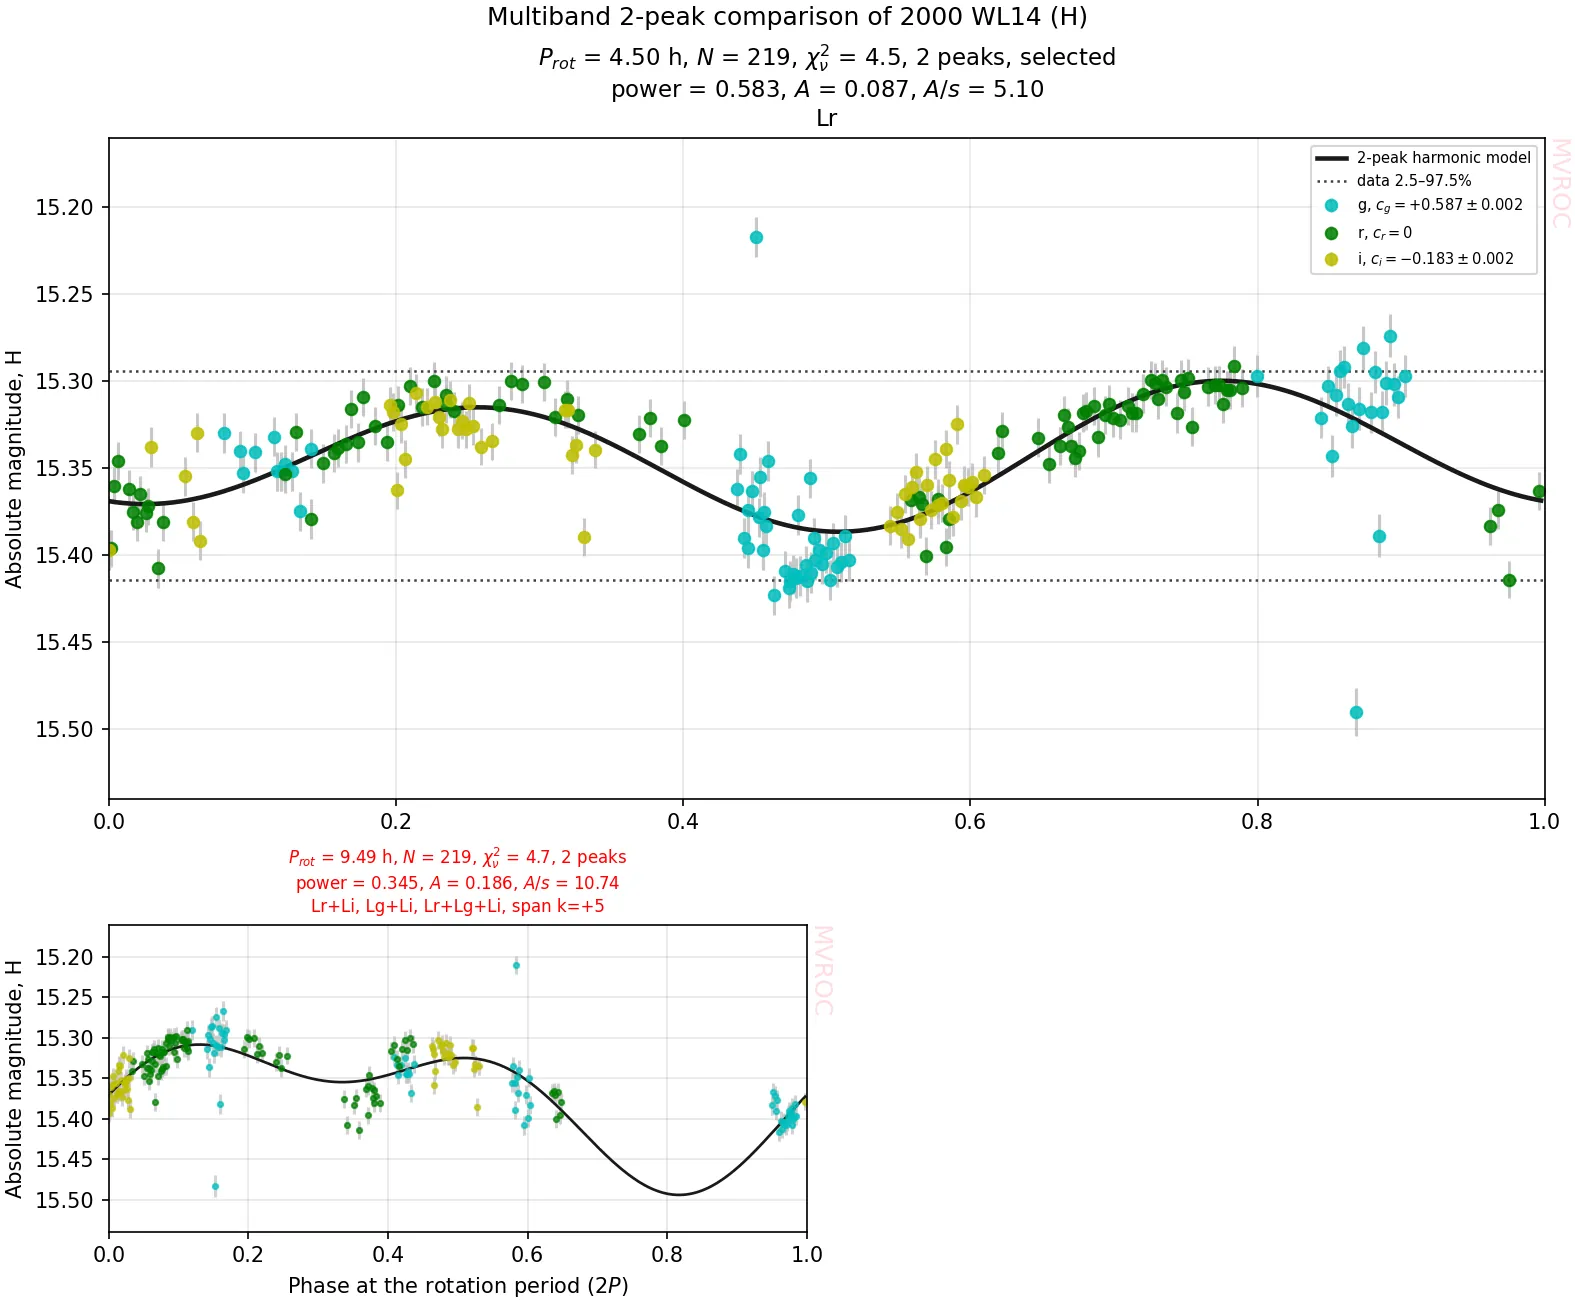 Multiband 2-peak comparison of 2000 WL14 (H)
P_rot = 4.50 h, N = 219, χ²_ν = 4.5, 2 peaks, selected
power = 0.583, A = 0.087, A/s = 5.10
Lr
MVROC
2-peak harmonic model
data 2.5–97.5%
g, c_g = +0.587 ± 0.002
r, c_r = 0
i, c_i = −0.183 ± 0.002
Absolute magnitude, H
15.20
15.25
15.30
15.35
15.40
15.45
15.50
0.0 0.2 0.4 0.6 0.8 1.0
P_rot = 9.49 h, N = 219, χ²_ν = 4.7, 2 peaks
power = 0.345, A = 0.186, A/s = 10.74
Lr+Li, Lg+Li, Lr+Lg+Li, span k=+5
MVROC
Absolute magnitude, H
15.20
15.25
15.30
15.35
15.40
15.45
15.50
0.0 0.2 0.4 0.6 0.8 1.0
Phase at the rotation period (2P)